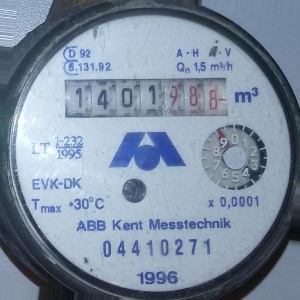 D 92
6.131.92
A-H A-V
Qn 1,5 m³/h
1401988 m³
LT 1-232
1995
EVK-DK
Tmax +30°C
x 0,0001
ABB Kent Messtechnik
04410271
1996